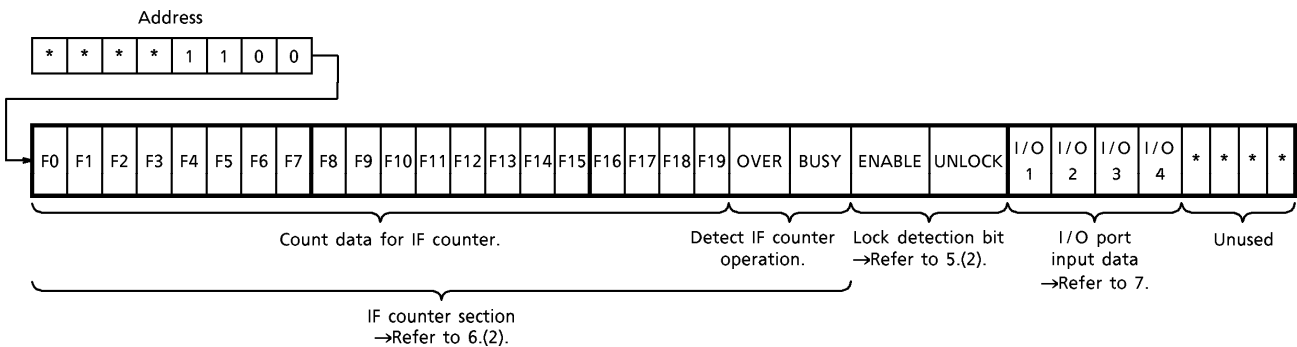 Address
* * * * 1 1 0 0
F0 F1 F2 F3 F4 F5 F6 F7 F8 F9 F10 F11 F12 F13 F14 F15 F16 F17 F18 F19 OVER BUSY ENABLE UNLOCK I/O 1 I/O 2 I/O 3 I/O 4 * * * *
Count data for IF counter.
Detect IF counter
operation.
Lock detection bit
→Refer to 5.(2).
I/O port
input data
→Refer to 7.
Unused
IF counter section
→Refer to 6.(2).